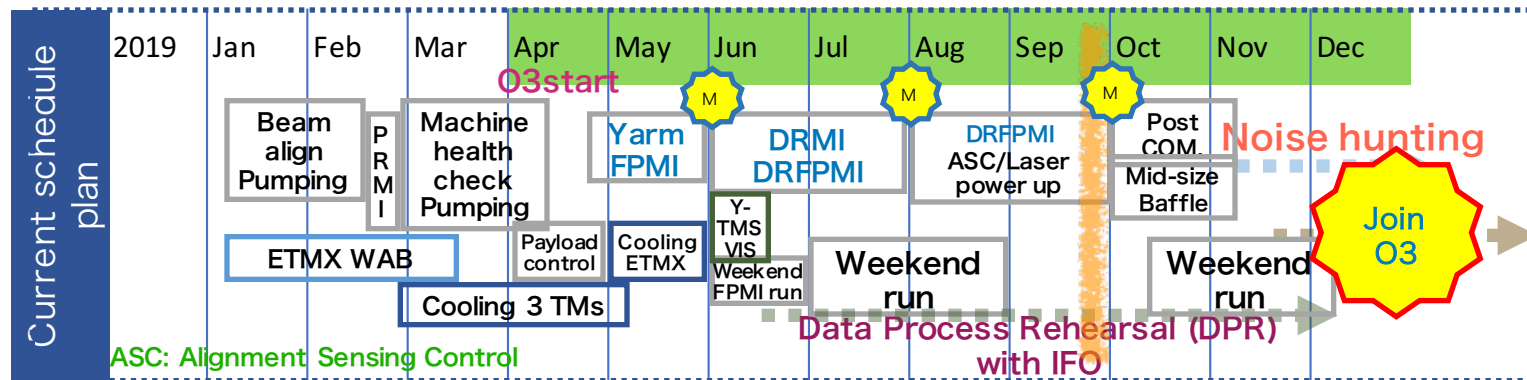 Current schedule
plan
2019 Jan Feb Mar Apr May Jun Jul Aug Sep Oct Nov Dec
O3start
M
M
M
Beam
align
Pumping
P
R
M
I
Machine
health
check
Pumping
Yarm
FPMI
DRMI
DRFPMI
DRFPMI
ASC/Laser
power up
Post
COM.
Mid-size
Baffle
Noise hunting
Join
O3
ETMX WAB
Payload
control
Cooling
ETMX
Y-
TMS
VIS
Weekend
FPMI run
Weekend
run
Weekend
run
Cooling 3 TMs
Data Process Rehearsal (DPR)
with IFO
ASC: Alignment Sensing Control